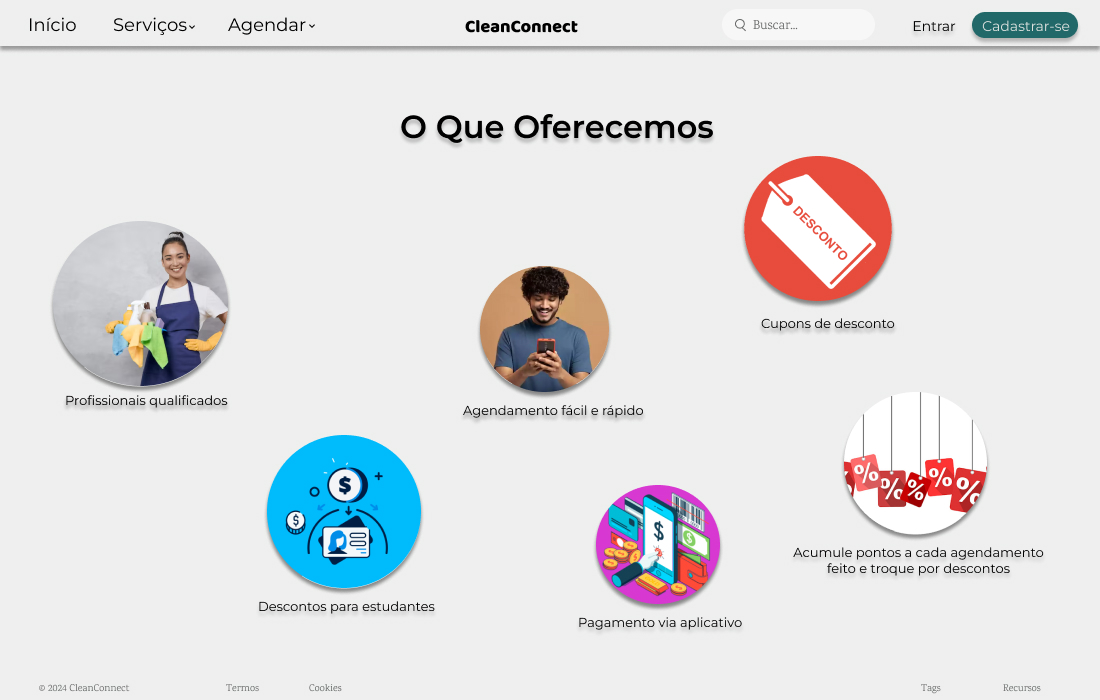 Início
Serviços
Agendar
CleanConnect
Buscar...
Entrar
Cadastrar-se
O Que Oferecemos
DESCONTO
Cupons de desconto
Profissionais qualificados
Agendamento fácil e rápido
$
$
Descontos para estudantes
$
$
Pagamento via aplicativo
% % % % %
Acumule pontos a cada agendamento
feito e troque por descontos
© 2024 CleanConnect
Termos
Cookies
Tags
Recursos